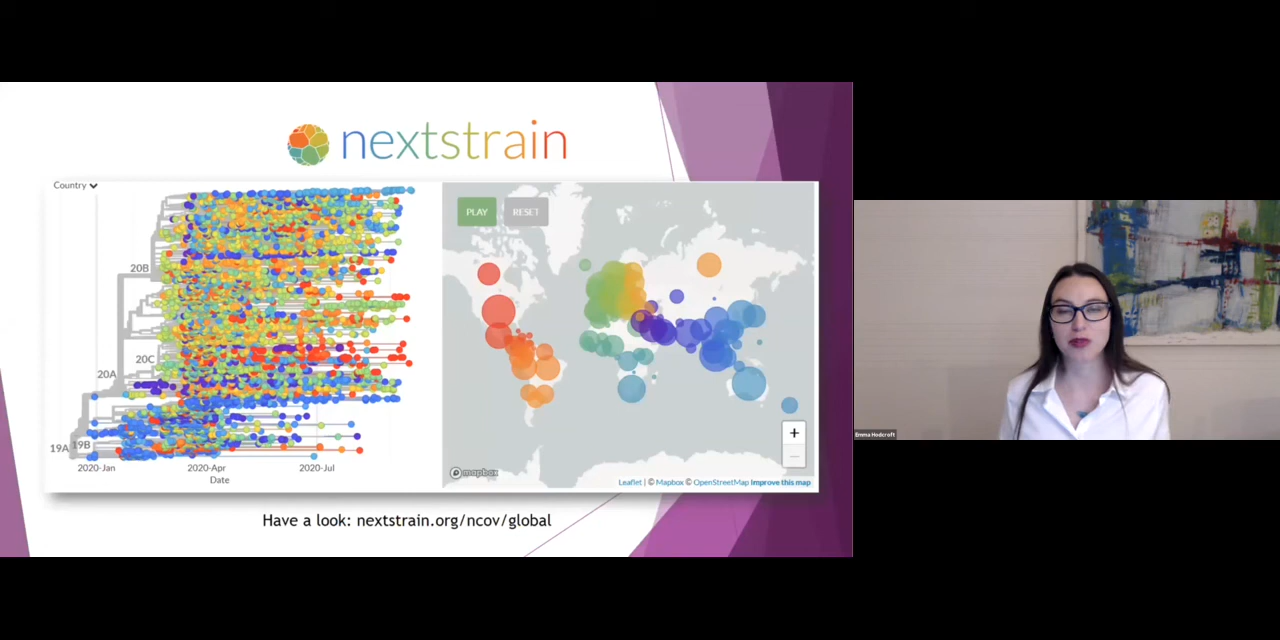 nextstrain
Country
20B
20C
20A
19A
19B
2020-Jan
2020-Apr
2020-Jul
Date
PLAY
RESET
+
−
mapbox
Leaflet | © Mapbox © OpenStreetMap Improve this map
Have a look: nextstrain.org/ncov/global
Emma Hodcroft